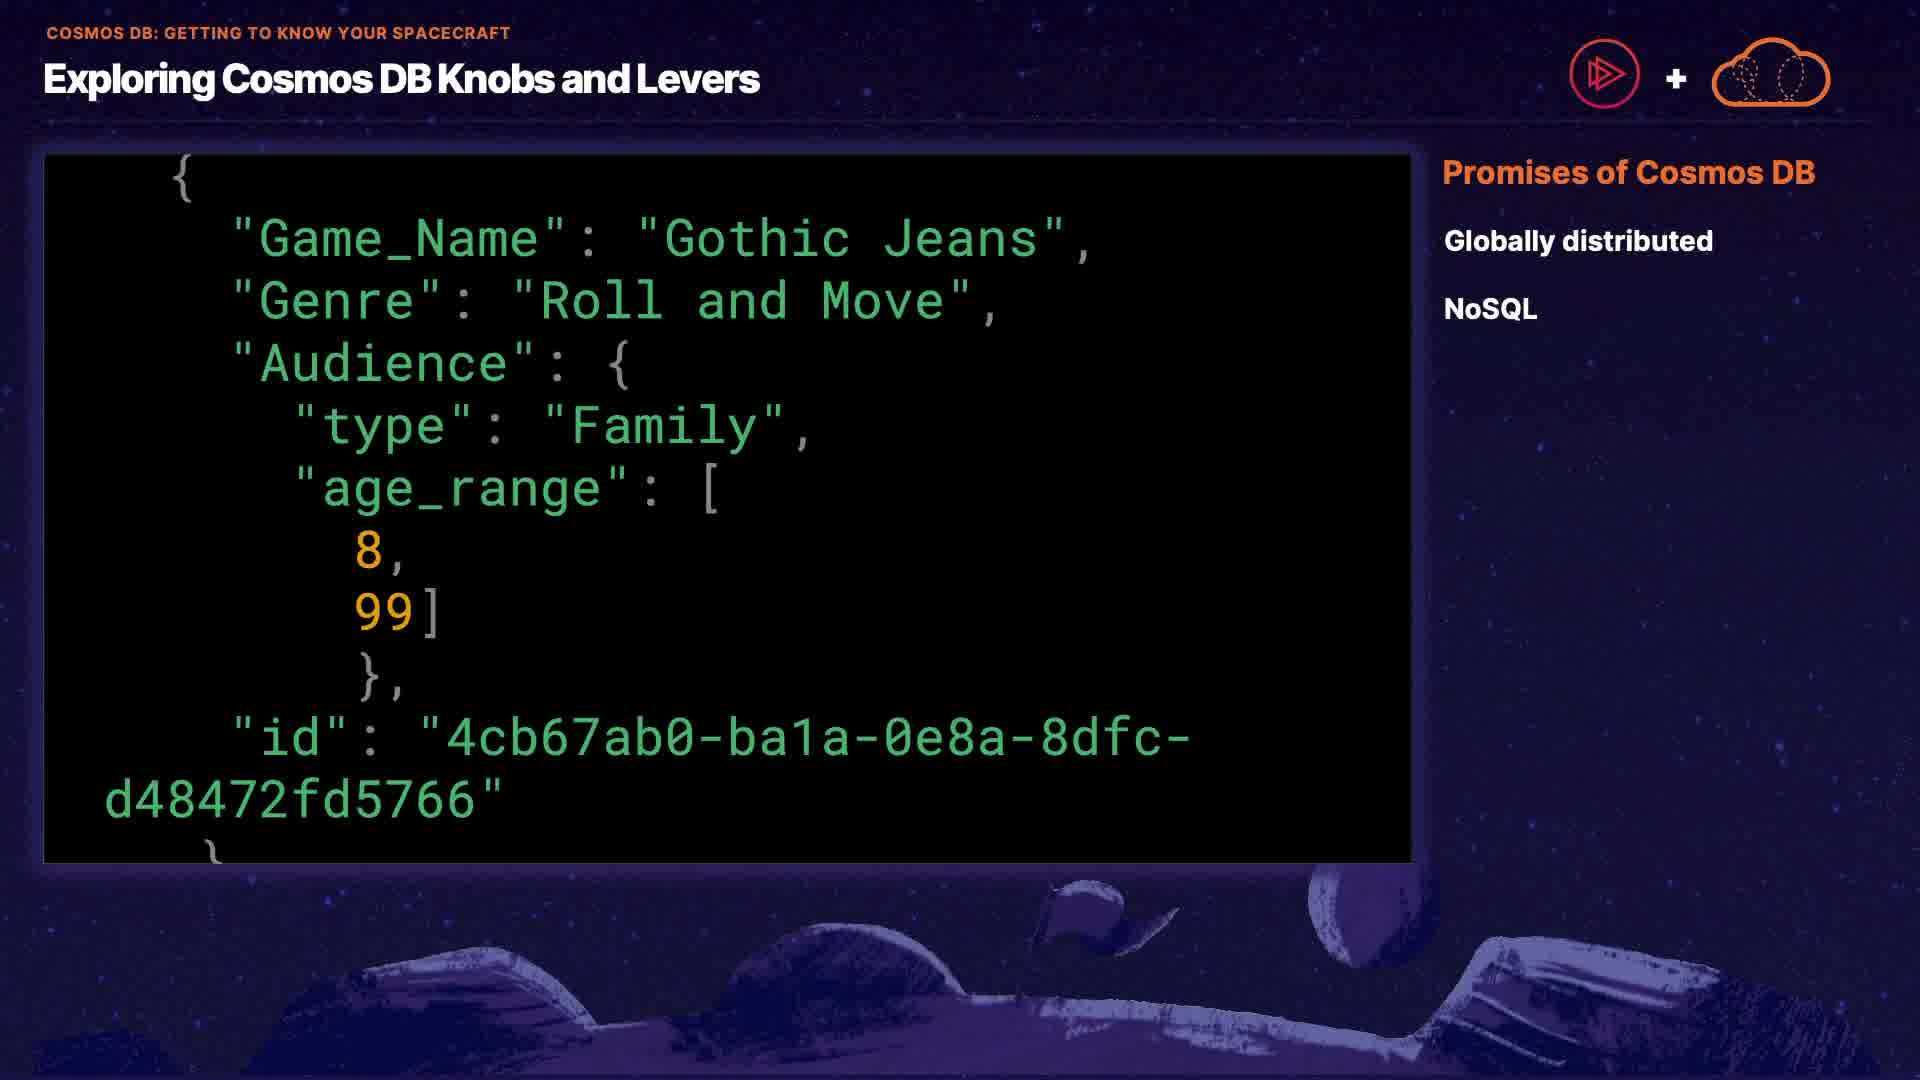 COSMOS DB: GETTING TO KNOW YOUR SPACECRAFT
Exploring Cosmos DB Knobs and Levers
+
{
"Game_Name": "Gothic Jeans",
"Genre": "Roll and Move",
"Audience": {
"type": "Family",
"age_range": [
8,
99]
},
"id": "4cb67ab0-ba1a-0e8a-8dfc-
d48472fd5766"
}
Promises of Cosmos DB
Globally distributed
NoSQL